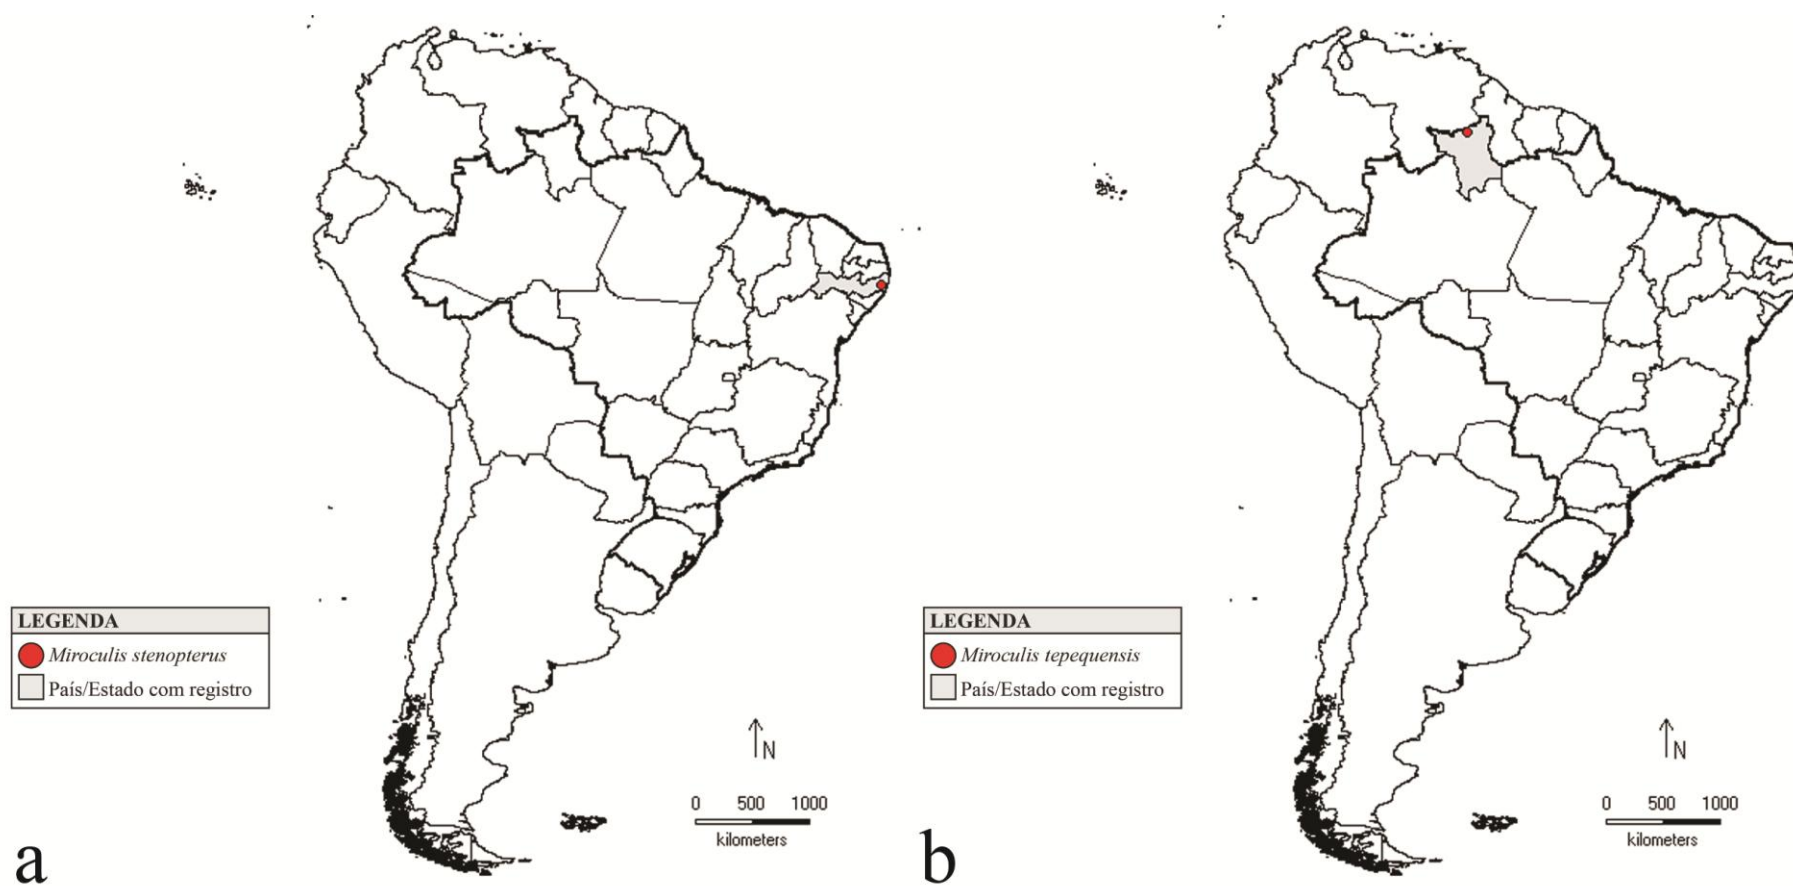 LEGENDA
Miroculis stenopterus
País/Estado com registro
N
0 500 1000
kilometers
a
LEGENDA
Miroculis tepequensis
País/Estado com registro
N
0 500 1000
kilometers
b